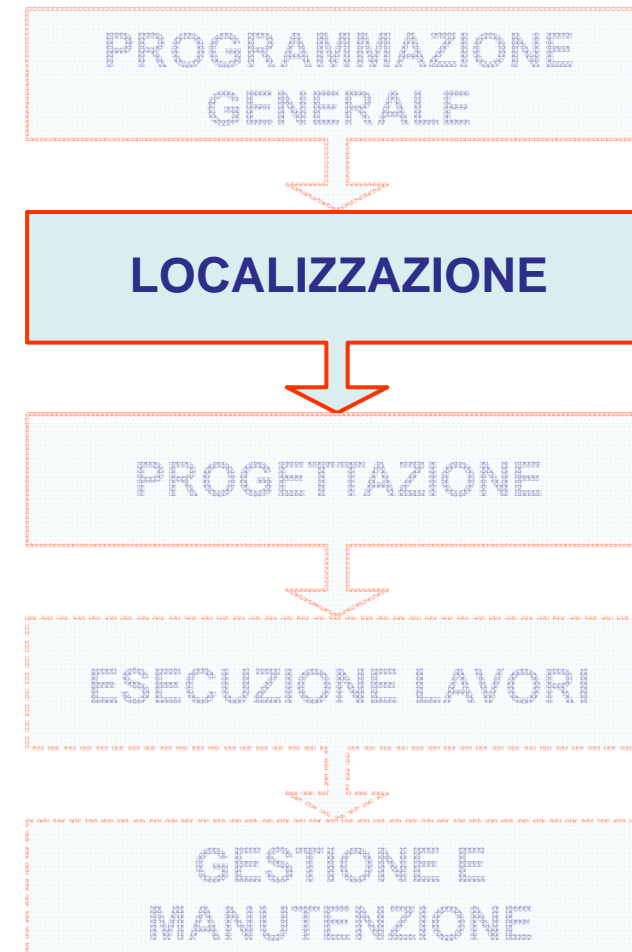 PROGRAMMAZIONE
GENERALE
LOCALIZZAZIONE
PROGETTAZIONE
ESECUZIONE LAVORI
GESTIONE E
MANUTENZIONE